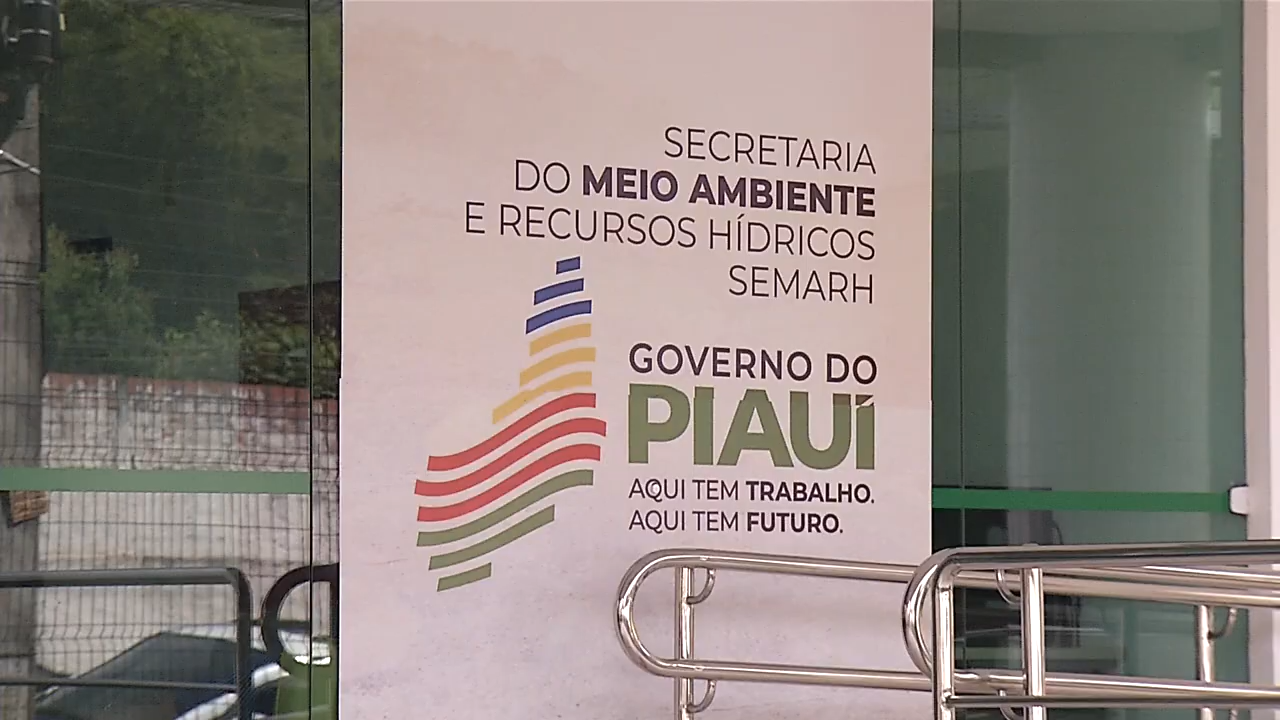 SECRETARIA
DO MEIO AMBIENTE
E RECURSOS HÍDRICOS
SEMARH
GOVERNO DO
PIAUÍ
AQUI TEM TRABALHO.
AQUI TEM FUTURO.